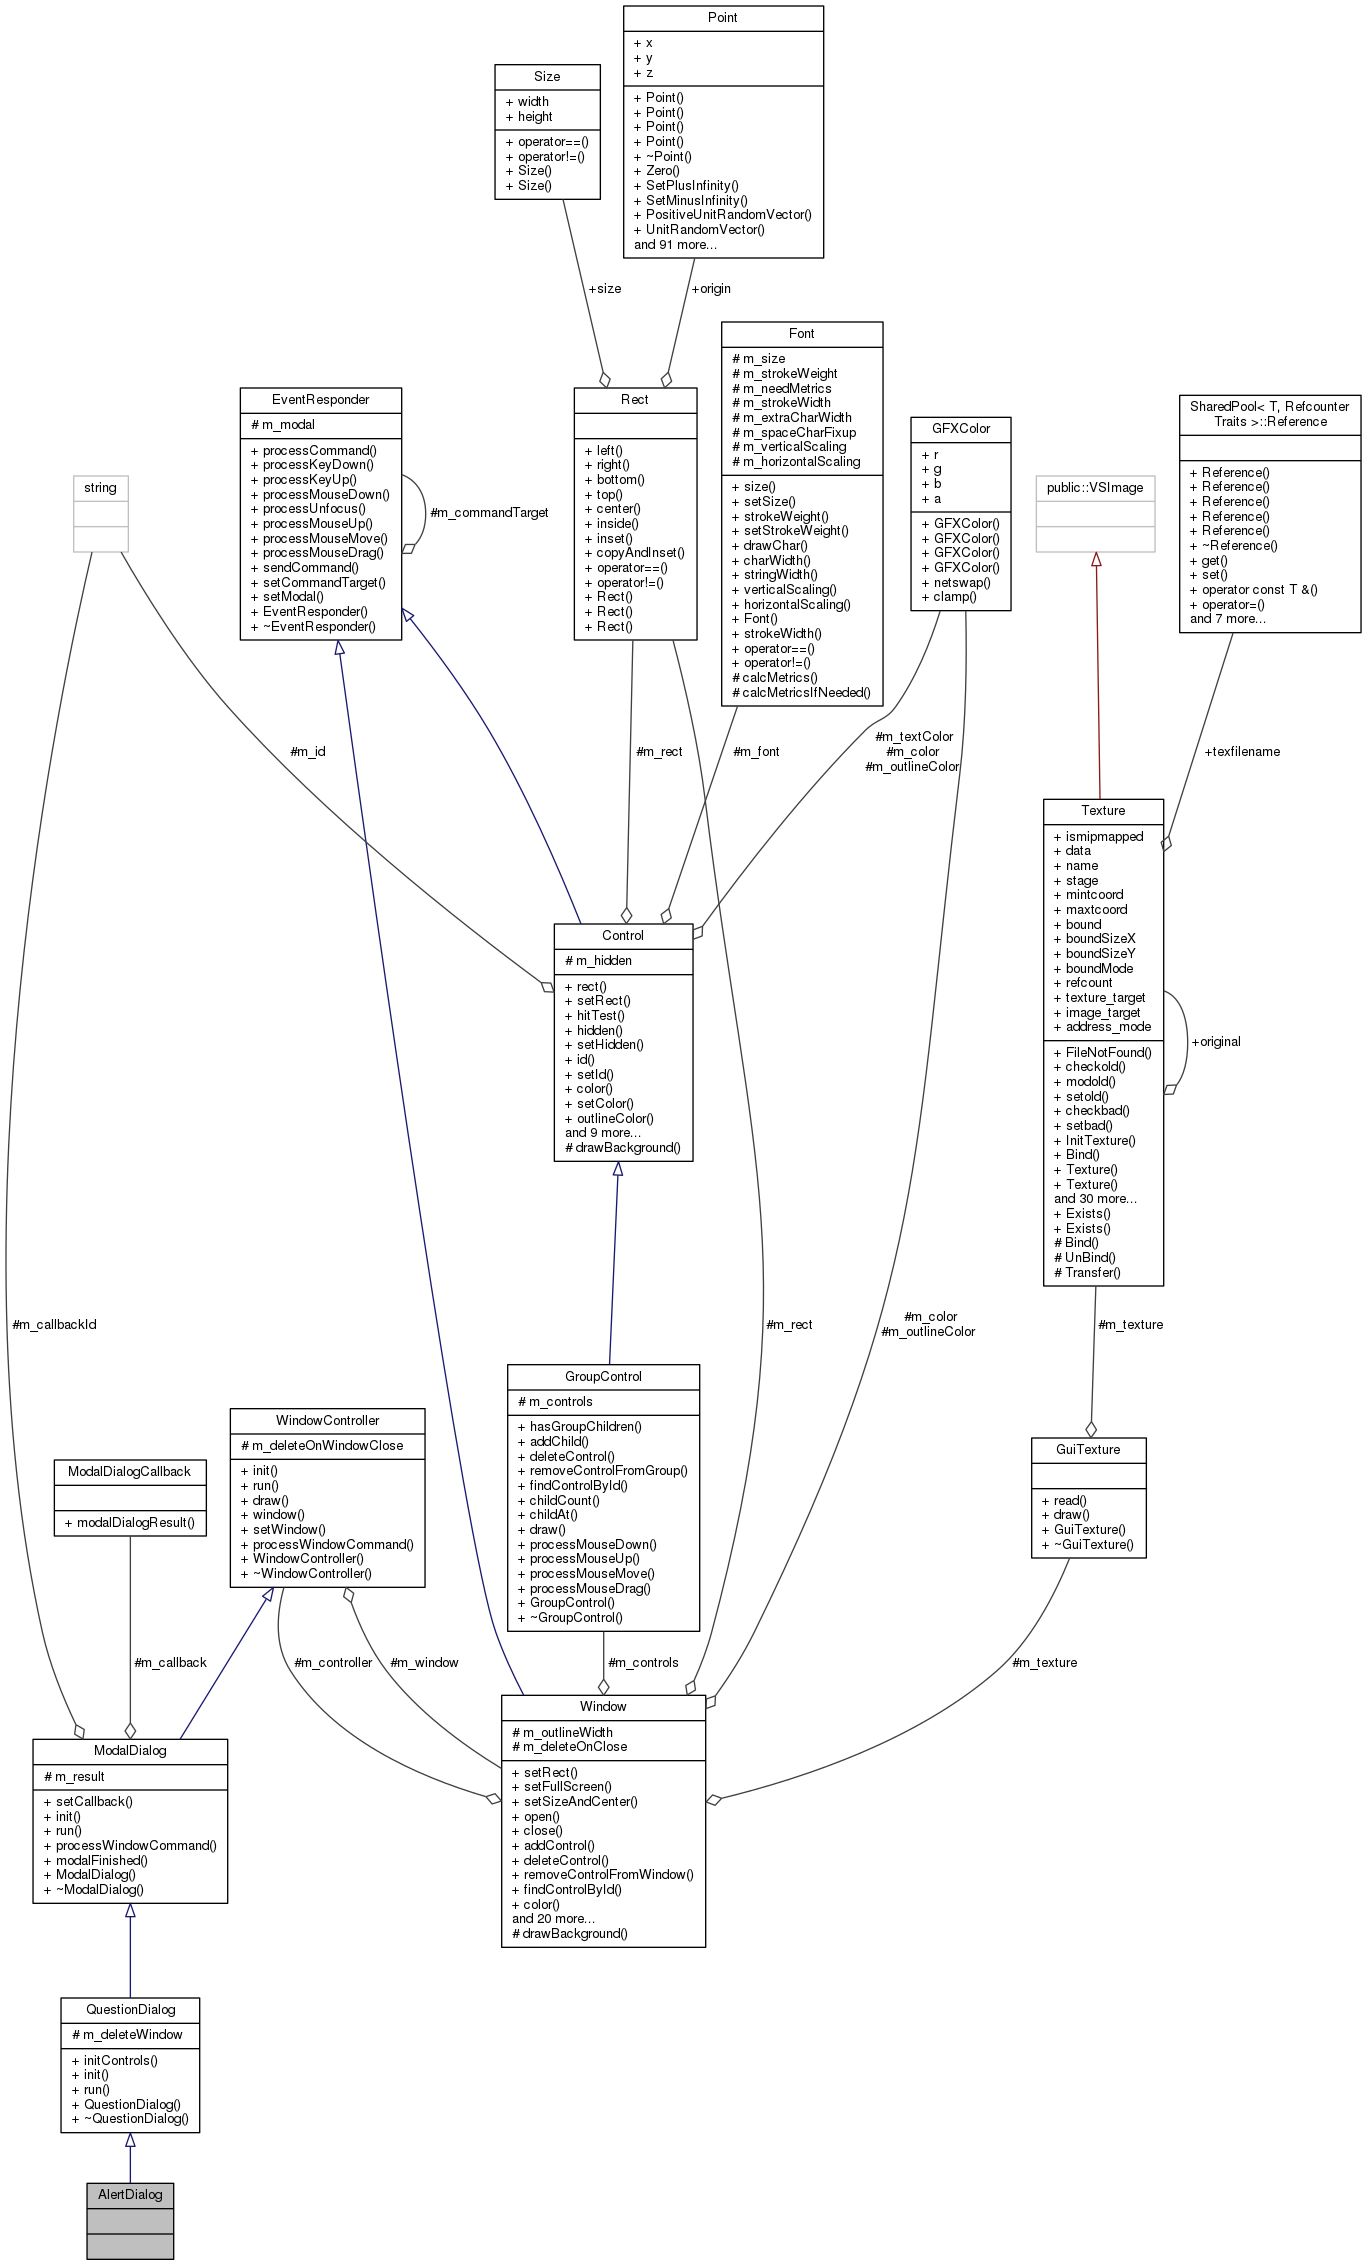 Point
+ x
+ y
+ z
+ Point()
+ Point()
+ Point()
+ Point()
+ ~Point()
+ Zero()
+ SetPlusInfinity()
+ SetMinusInfinity()
+ PositiveUnitRandomVector()
+ UnitRandomVector()
and 91 more...
Size
+ width
+ height
+ operator==()
+ operator!=()
+ Size()
+ Size()
+size
+origin
Font
# m_size
# m_strokeWeight
# m_needMetrics
# m_strokeWidth
# m_extraCharWidth
# m_spaceCharFixup
# m_verticalScaling
# m_horizontalScaling
+ size()
+ setSize()
+ strokeWeight()
+ setStrokeWeight()
+ drawChar()
+ charWidth()
+ stringWidth()
+ verticalScaling()
+ horizontalScaling()
+ Font()
+ strokeWidth()
+ operator==()
+ operator!=()
# calcMetrics()
# calcMetricsIfNeeded()
EventResponder
# m_modal
+ processCommand()
+ processKeyDown()
+ processKeyUp()
+ processMouseDown()
+ processUnfocus()
+ processMouseUp()
+ processMouseMove()
+ processMouseDrag()
+ sendCommand()
+ setCommandTarget()
+ setModal()
+ EventResponder()
+ ~EventResponder()
#m_commandTarget
Rect
+ left()
+ right()
+ bottom()
+ top()
+ center()
+ inside()
+ inset()
+ copyAndInset()
+ operator==()
+ operator!=()
+ Rect()
+ Rect()
+ Rect()
GFXColor
+ r
+ g
+ b
+ a
+ GFXColor()
+ GFXColor()
+ GFXColor()
+ GFXColor()
+ netswap()
+ clamp()
SharedPool< T, Refcounter
Traits >::Reference
+ Reference()
+ Reference()
+ Reference()
+ Reference()
+ Reference()
+ ~Reference()
+ get()
+ set()
+ operator const T &()
+ operator=()
and 7 more...
string
public::VSImage
#m_id
#m_rect
#m_font
#m_textColor
#m_color
#m_outlineColor
+texfilename
Texture
+ ismipmapped
+ data
+ name
+ stage
+ mintcoord
+ maxtcoord
+ bound
+ boundSizeX
+ boundSizeY
+ boundMode
+ refcount
+ texture_target
+ image_target
+ address_mode
+ FileNotFound()
+ checkold()
+ modold()
+ setold()
+ checkbad()
+ setbad()
+ InitTexture()
+ Bind()
+ Texture()
+ Texture()
and 30 more...
+ Exists()
+ Exists()
# Bind()
# UnBind()
# Transfer()
+original
Control
# m_hidden
+ rect()
+ setRect()
+ hitTest()
+ hidden()
+ setHidden()
+ id()
+ setId()
+ color()
+ setColor()
+ outlineColor()
and 9 more...
# drawBackground()
#m_callbackId
#m_rect
#m_color
#m_outlineColor
#m_texture
GroupControl
# m_controls
+ hasGroupChildren()
+ addChild()
+ deleteControl()
+ removeControlFromGroup()
+ findControlById()
+ childCount()
+ childAt()
+ draw()
+ processMouseDown()
+ processMouseUp()
+ processMouseMove()
+ processMouseDrag()
+ GroupControl()
+ ~GroupControl()
WindowController
# m_deleteOnWindowClose
+ init()
+ run()
+ draw()
+ window()
+ setWindow()
+ processWindowCommand()
+ WindowController()
+ ~WindowController()
GuiTexture
+ read()
+ draw()
+ GuiTexture()
+ ~GuiTexture()
ModalDialogCallback
+ modalDialogResult()
#m_callback
#m_controller
#m_window
#m_controls
#m_texture
Window
# m_outlineWidth
# m_deleteOnClose
+ setRect()
+ setFullScreen()
+ setSizeAndCenter()
+ open()
+ close()
+ addControl()
+ deleteControl()
+ removeControlFromWindow()
+ findControlById()
+ color()
and 20 more...
# drawBackground()
ModalDialog
# m_result
+ setCallback()
+ init()
+ run()
+ processWindowCommand()
+ modalFinished()
+ ModalDialog()
+ ~ModalDialog()
QuestionDialog
# m_deleteWindow
+ initControls()
+ init()
+ run()
+ QuestionDialog()
+ ~QuestionDialog()
AlertDialog